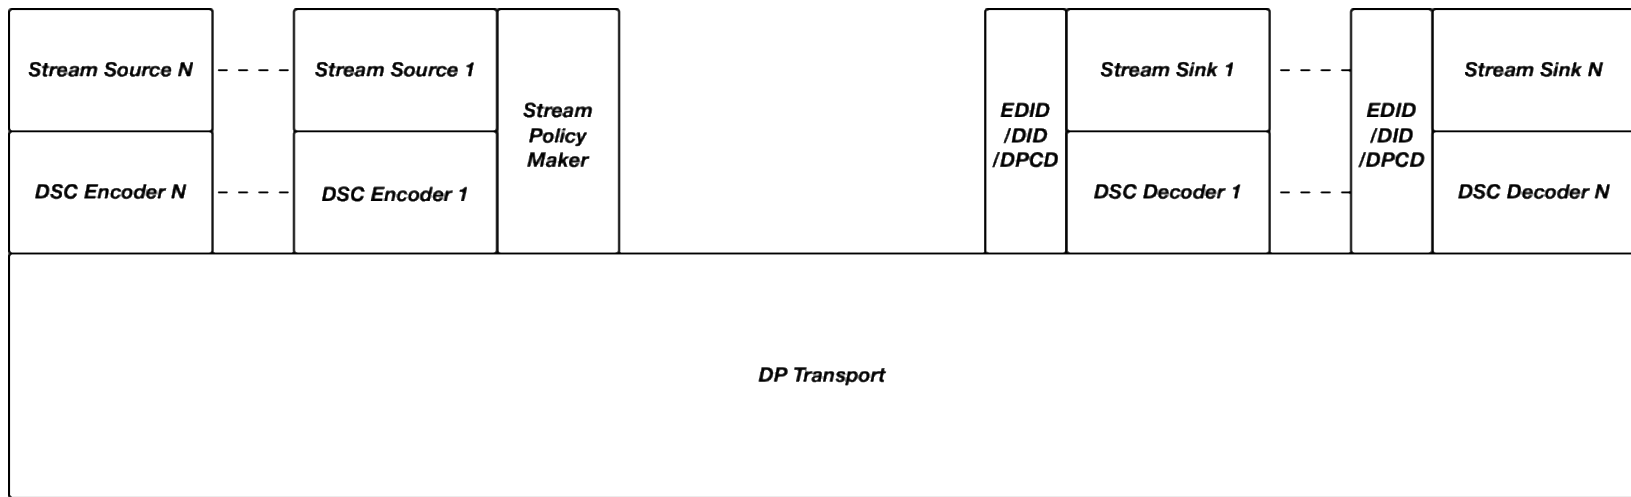 Stream Source N
Stream Source 1
Stream
Policy
Maker
EDID
/DID
/DPCD
Stream Sink 1
EDID
/DID
/DPCD
Stream Sink N
DSC Encoder N
DSC Encoder 1
DSC Decoder 1
DSC Decoder N
DP Transport